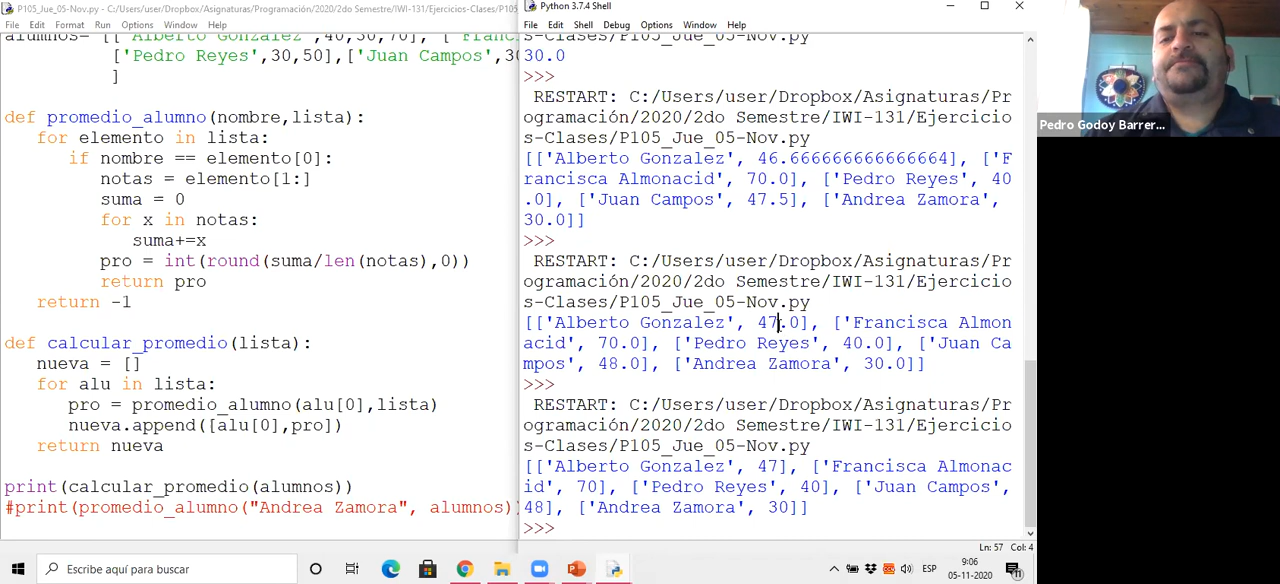 P105_Jue_05-Nov.py - C:/Users/user/Dropbox/Asignaturas/Programación/2020/2do Semestre/IWI-131/Ejercicios-Clases/P105
File Edit Format Run Options Window Help
alumnos= [['Alberto Gonzalez',40,30,70], ['Franc
['Pedro Reyes',30,50],['Juan Campos',30
]
def promedio_alumno(nombre,lista):
for elemento in lista:
if nombre == elemento[0]:
notas = elemento[1:]
suma = 0
for x in notas:
suma+=x
pro = int(round(suma/len(notas),0))
return pro
return -1
def calcular_promedio(lista):
nueva = []
for alu in lista:
pro = promedio_alumno(alu[0],lista)
nueva.append([alu[0],pro])
return nueva
print(calcular_promedio(alumnos))
#print(promedio_alumno("Andrea Zamora", alumnos))
Python 3.7.4 Shell
File Edit Shell Debug Options Window Help
s-Clases/P105_Jue_05-Nov.py
30.0
>>>
RESTART: C:/Users/user/Dropbox/Asignaturas/Pr
ogramación/2020/2do Semestre/IWI-131/Ejercicio
s-Clases/P105_Jue_05-Nov.py
[['Alberto Gonzalez', 46.666666666666664], ['F
rancisca Almonacid', 70.0], ['Pedro Reyes', 40
.0], ['Juan Campos', 47.5], ['Andrea Zamora',
30.0]]
>>>
RESTART: C:/Users/user/Dropbox/Asignaturas/Pr
ogramación/2020/2do Semestre/IWI-131/Ejercicio
s-Clases/P105_Jue_05-Nov.py
[['Alberto Gonzalez', 47.0], ['Francisca Almon
acid', 70.0], ['Pedro Reyes', 40.0], ['Juan Ca
mpos', 48.0], ['Andrea Zamora', 30.0]]
>>>
RESTART: C:/Users/user/Dropbox/Asignaturas/Pr
ogramación/2020/2do Semestre/IWI-131/Ejercicio
s-Clases/P105_Jue_05-Nov.py
[['Alberto Gonzalez', 47], ['Francisca Almonac
id', 70], ['Pedro Reyes', 40], ['Juan Campos',
48], ['Andrea Zamora', 30]]
>>>
Ln: 57 Col: 4
Pedro Godoy Barrer...
Escribe aquí para buscar
ESP
9:06
05-11-2020